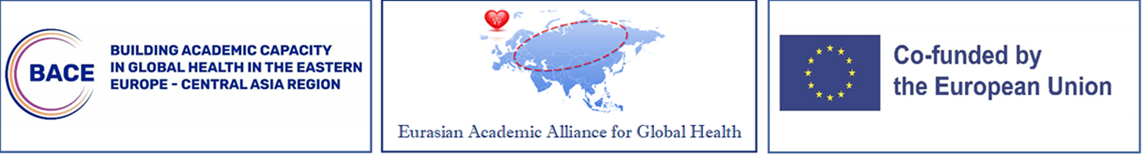 BACE
BUILDING ACADEMIC CAPACITY
IN GLOBAL HEALTH IN THE EASTERN
EUROPE – CENTRAL ASIA REGION
Eurasian Academic Alliance for Global Health
Co-funded by
the European Union